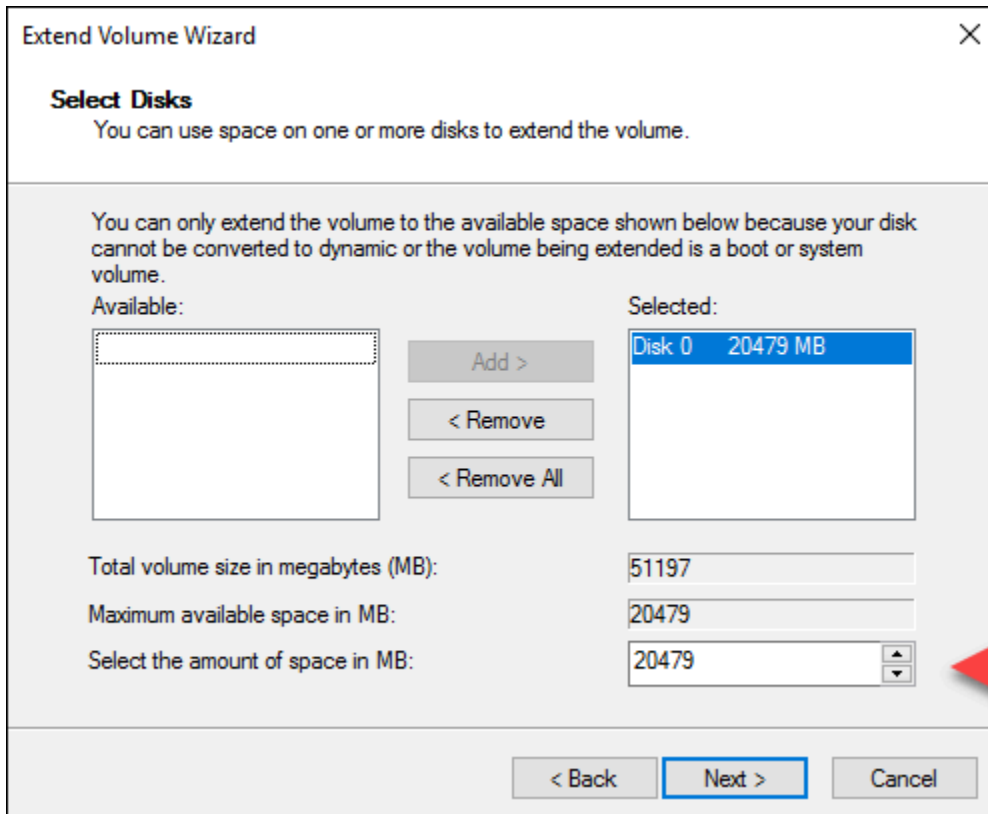 Extend Volume Wizard
Select Disks
You can use space on one or more disks to extend the volume.
You can only extend the volume to the available space shown below because your disk
cannot be converted to dynamic or the volume being extended is a boot or system
volume.
Available:
Selected:
Disk 0 20479 MB
Add >
< Remove
< Remove All
Total volume size in megabytes (MB): 51197
Maximum available space in MB: 20479
Select the amount of space in MB: 20479
< Back Next > Cancel